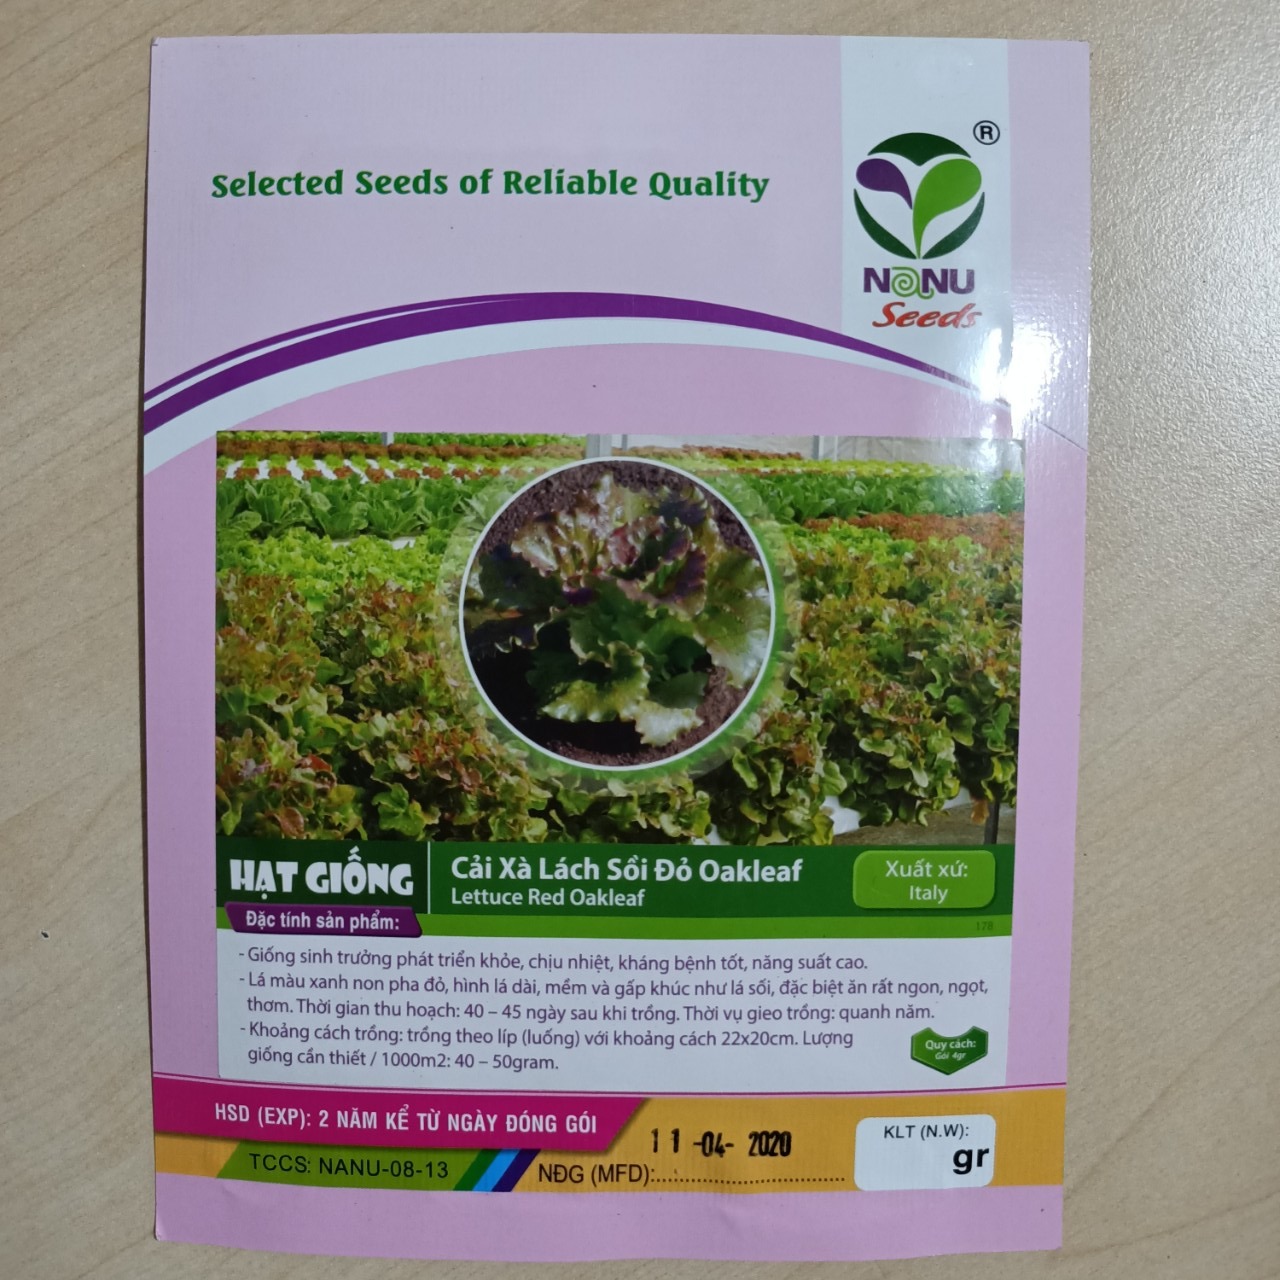 ®
Selected Seeds of Reliable Quality
NANU
Seeds
HẠT GIỐNG
Cải Xà Lách Sồi Đỏ Oakleaf
Lettuce Red Oakleaf
Xuất xứ:
Italy
178
Đặc tính sản phẩm:
- Giống sinh trưởng phát triển khỏe, chịu nhiệt, kháng bệnh tốt, năng suất cao.
- Lá màu xanh non pha đỏ, hình lá dài, mềm và gấp khúc như lá sồi, đặc biệt ăn rất ngon, ngọt,
thơm. Thời gian thu hoạch: 40 – 45 ngày sau khi trồng. Thời vụ gieo trồng: quanh năm.
- Khoảng cách trồng: trồng theo líp (luống) với khoảng cách 22x20cm. Lượng
giống cần thiết / 1000m2: 40 – 50gram.
Quy cách:
Gói 4gr
HSD (EXP): 2 NĂM KỂ TỪ NGÀY ĐÓNG GÓI
TCCS: NANU-08-13
11-04-2020
NĐG (MFD):
KLT (N.W):
gr